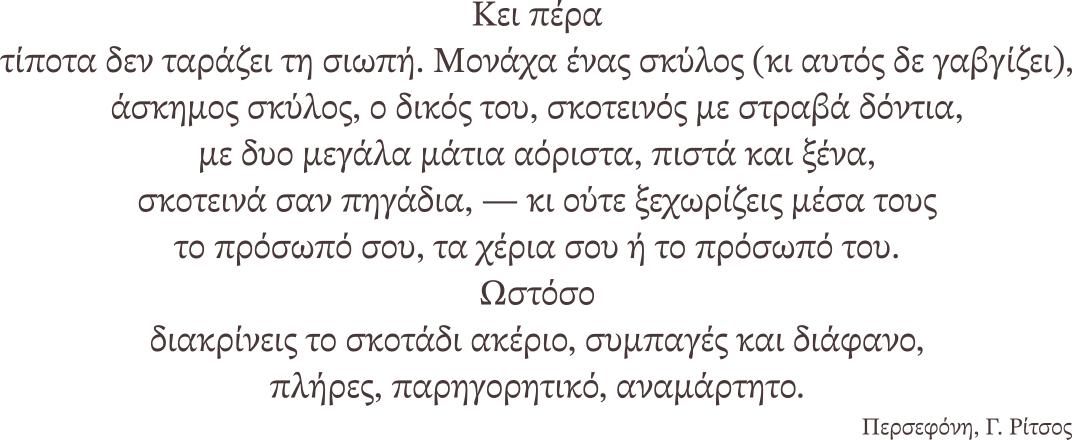 Κει πέρα
τίποτα δεν ταράζει τη σιωπή. Μονάχα ένας σκύλος (κι αυτός δε γαβγίζει),
άσκημος σκύλος, ο δικός του, σκοτεινός με στραβά δόντια,
με δυο μεγάλα μάτια αόριστα, πιστά και ξένα,
σκοτεινά σαν πηγάδια, — κι ούτε ξεχωρίζεις μέσα τους
το πρόσωπό σου, τα χέρια σου ή το πρόσωπό του.
Ωστόσο
διακρίνεις το σκοτάδι ακέριο, συμπαγές και διάφανο,
πλήρες, παρηγορητικό, αναμάρτητο.
Περσεφόνη, Γ. Ρίτσος